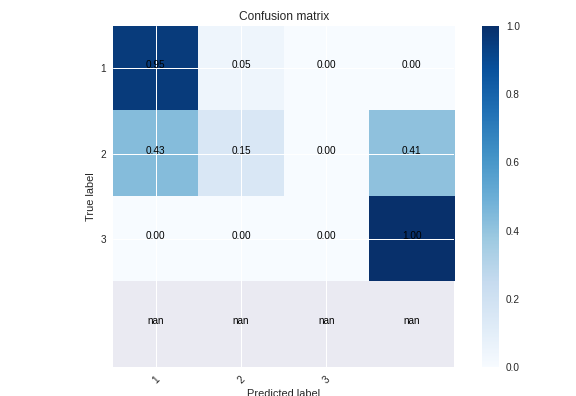 Confusion matrix
1.0
1 0.95 0.05 0.00 0.00
0.8
2 0.43 0.15 0.00 0.41
0.6
True label
3 0.00 0.00 0.00 1.00
0.4
0.2
nan nan nan nan
0.0
1 2 3
Predicted label